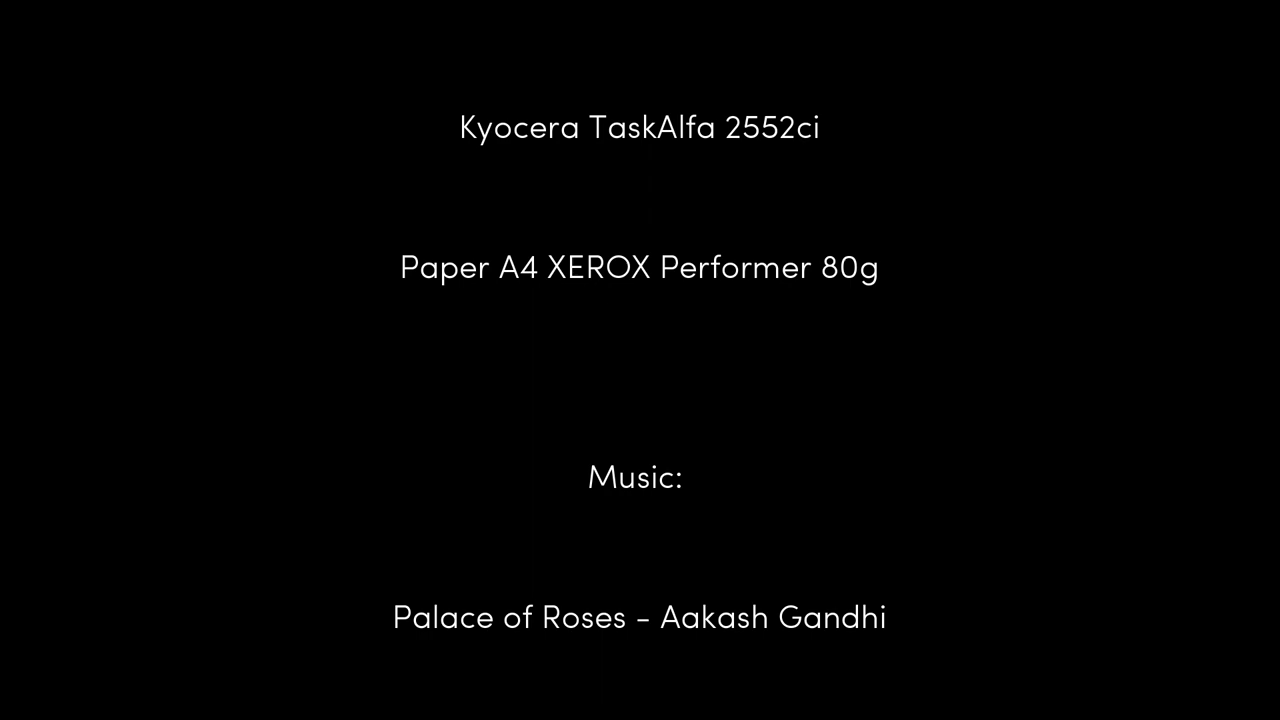 Kyocera TaskAlfa 2552ci
Paper A4 XEROX Performer 80g
Music:
Palace of Roses - Aakash Gandhi